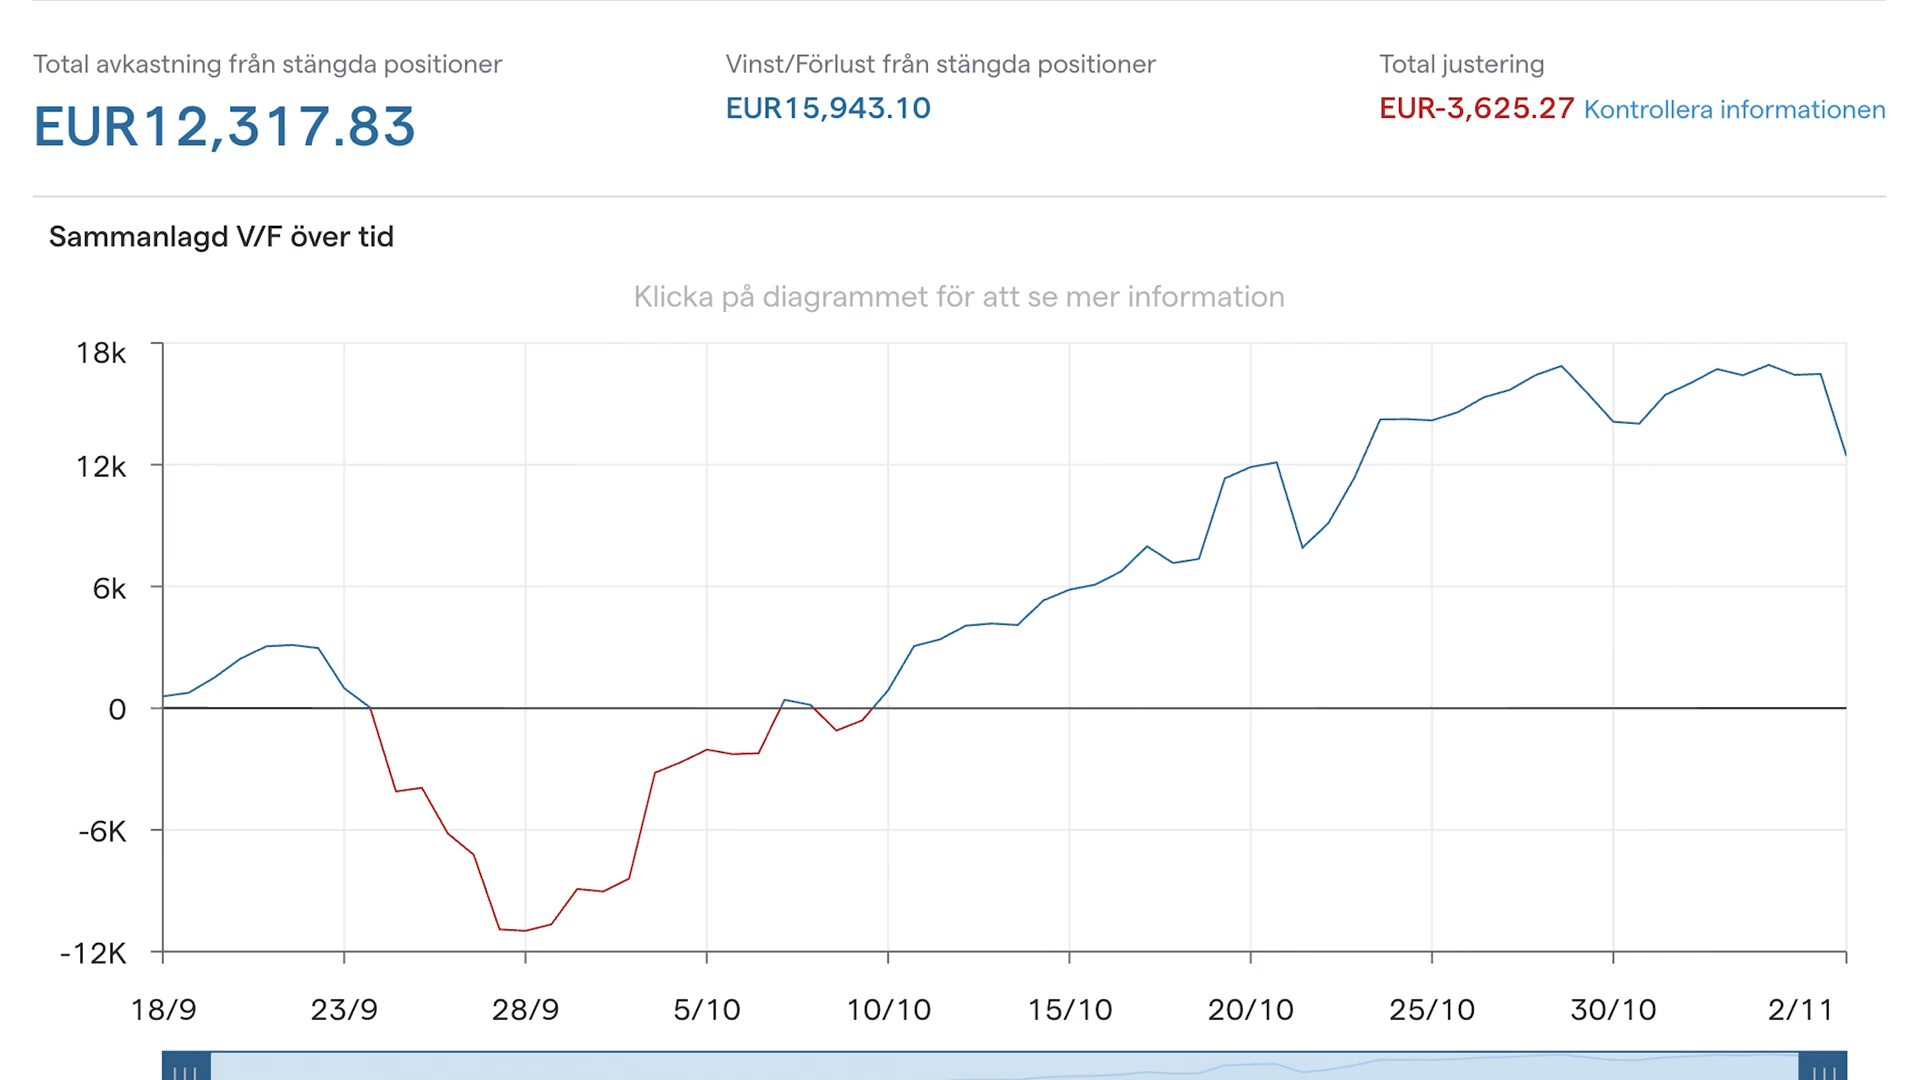 Total avkastning från stängda positioner
EUR12,317.83
Vinst/Förlust från stängda positioner
EUR15,943.10
Total justering
EUR-3,625.27 Kontrollera informationen
Sammanlagd V/F över tid
Klicka på diagrammet för att se mer information
18k
12k
6k
0
-6K
-12K
18/9 23/9 28/9 5/10 10/10 15/10 20/10 25/10 30/10 2/11